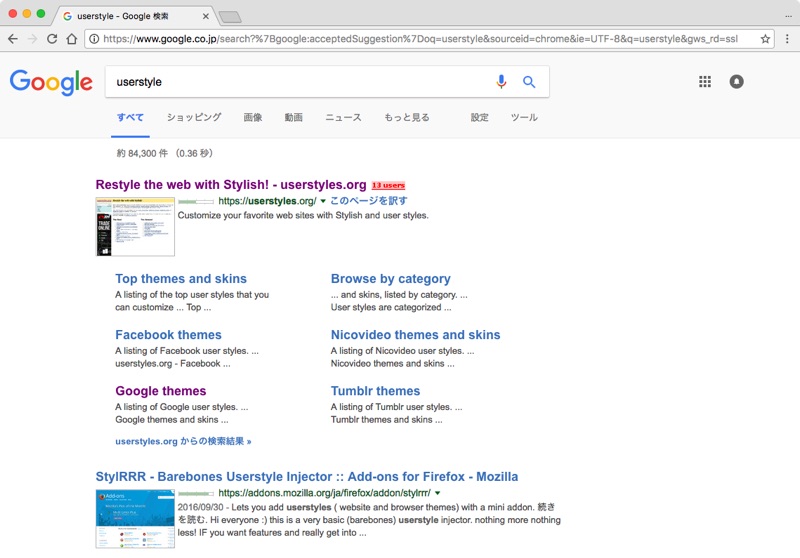 userstyle - Google 検索
https://www.google.co.jp/search?%7Bgoogle:acceptedSuggestion%7Doq=userstyle&sourceid=chrome&ie=UTF-8&q=userstyle&gws_rd=ssl
Google
userstyle
すべて ショッピング 画像 動画 ニュース もっと見る 設定 ツール
約 84,300 件 （0.36 秒）
Restyle the web with Stylish! - userstyles.org 13 users
https://userstyles.org/ このページを訳す
Customize your favorite web sites with Stylish and user styles.
Top themes and skins
A listing of the top user styles that you
can customize ... Top ...
Browse by category
... and skins, listed by category. ...
User styles are categorized ...
Facebook themes
A listing of Facebook user styles. ...
userstyles.org - Facebook ...
Nicovideo themes and skins
A listing of Nicovideo user styles. ...
Nicovideo themes and skins ...
Google themes
A listing of Google user styles. ...
Google themes and skins ...
Tumblr themes
A listing of Tumblr user styles. ...
Tumblr themes and skins ...
userstyles.org からの検索結果 »
StylRRR - Barebones Userstyle Injector :: Add-ons for Firefox - Mozilla
Add-ons
https://addons.mozilla.org/ja/firefox/addon/stylrrr/
2016/09/30 - Lets you add userstyles ( website and browser themes) with a mini addon. 続き
を読む. Hi everyone :) this is a very basic (barebones) userstyle injector. nothing more nothing
less! IF you want features and really get into ...